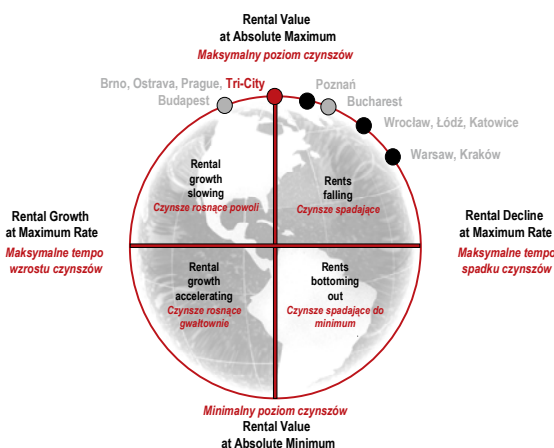 Rental Value
at Absolute Maximum
Maksymalny poziom czynszów
Brno, Ostrava, Prague, Tri-City
Budapest
Poznań
Bucharest
Wrocław, Łódź, Katowice
Warsaw, Kraków
Rental
growth
slowing
Czynsze rosnące powoli
Rents
falling
Czynsze spadające
Rental Growth
at Maximum Rate
Maksymalne tempo
wzrostu czynszów
Rental Decline
at Maximum Rate
Maksymalne tempo
spadku czynszów
Rental
growth
accelerating
Czynsze rosnące
gwałtownie
Rents
bottoming
out
Czynsze spadające do
minimum
Minimalny poziom czynszów
Rental Value
at Absolute Minimum